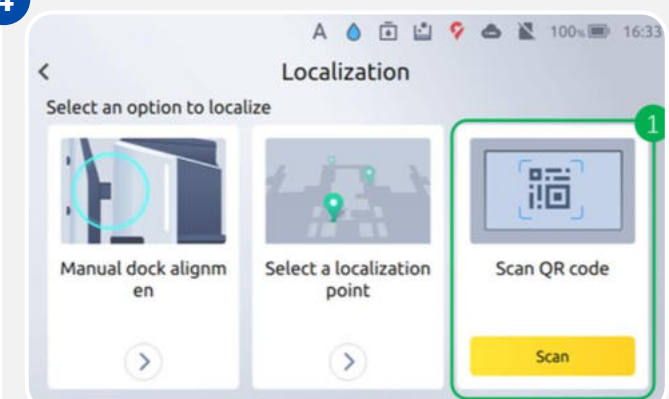 4
A 100% 16:33
Localization
Select an option to localize
1
Manual dock alignm
en
Select a localization
point
Scan QR code
Scan